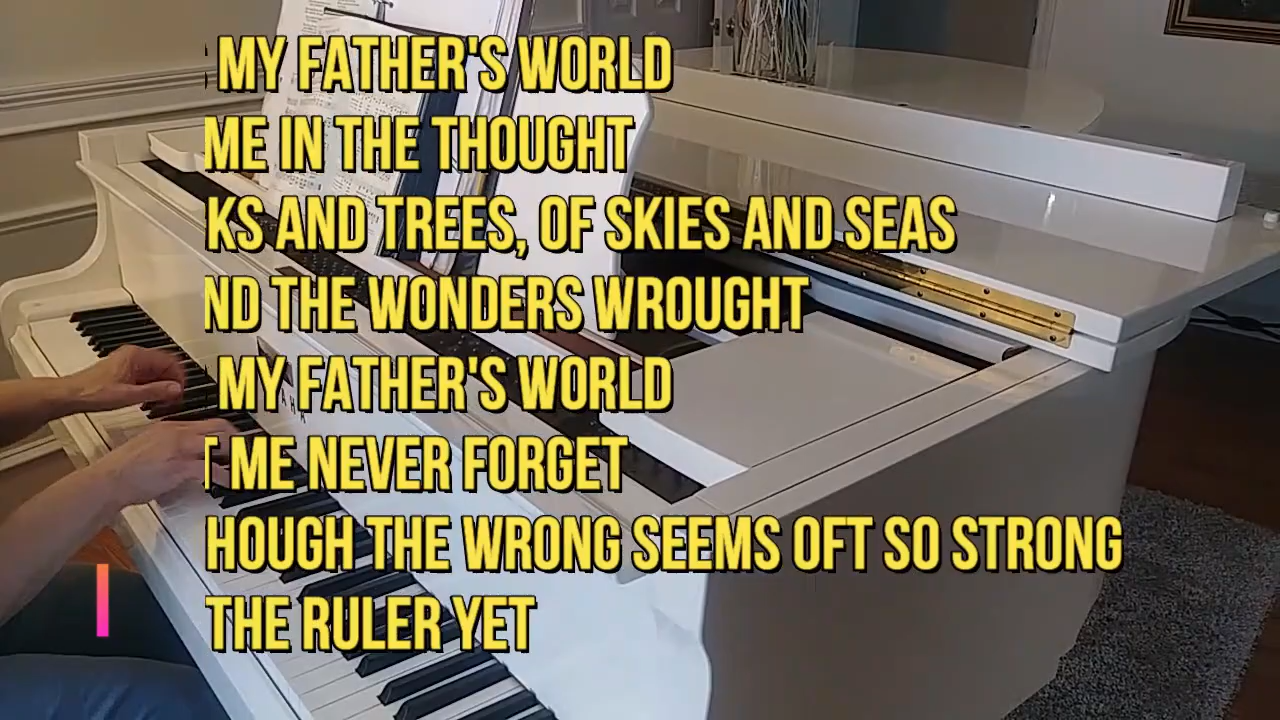 MY FATHER'S WORLD
ME IN THE THOUGHT
KS AND TREES, OF SKIES AND SEAS
ND THE WONDERS WROUGHT
MY FATHER'S WORLD
ME NEVER FORGET
HOUGH THE WRONG SEEMS OFT SO STRONG
THE RULER YET